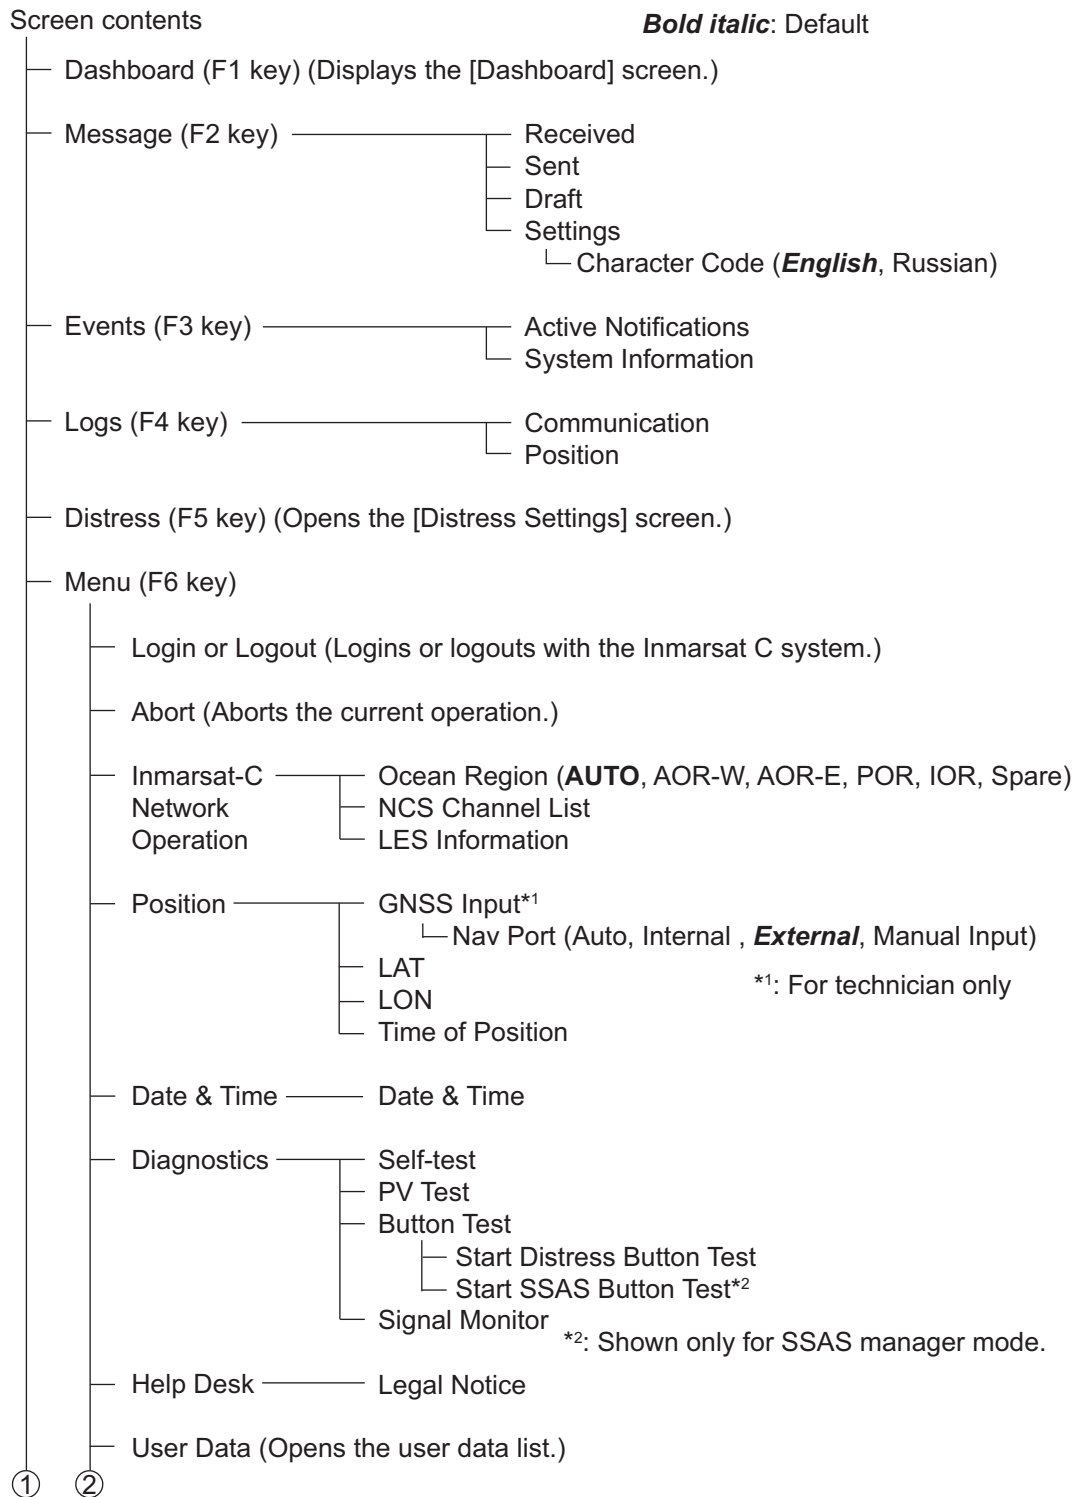 Screen contents
Bold italic: Default
Dashboard (F1 key) (Displays the [Dashboard] screen.)
Message (F2 key)
Received
Sent
Draft
Settings
Character Code (English, Russian)
Events (F3 key)
Active Notifications
System Information
Logs (F4 key)
Communication
Position
Distress (F5 key) (Opens the [Distress Settings] screen.)
Menu (F6 key)
Login or Logout (Logins or logouts with the Inmarsat C system.)
Abort (Aborts the current operation.)
Inmarsat-C
Network
Operation
Ocean Region (AUTO, AOR-W, AOR-E, POR, IOR, Spare)
NCS Channel List
LES Information
Position
GNSS Input*1
Nav Port (Auto, Internal , External, Manual Input)
LAT
LON
Time of Position
*1: For technician only
Date & Time
Date & Time
Diagnostics
Self-test
PV Test
Button Test
Start Distress Button Test
Start SSAS Button Test*2
Signal Monitor
*2: Shown only for SSAS manager mode.
Help Desk
Legal Notice
User Data (Opens the user data list.)
1
2